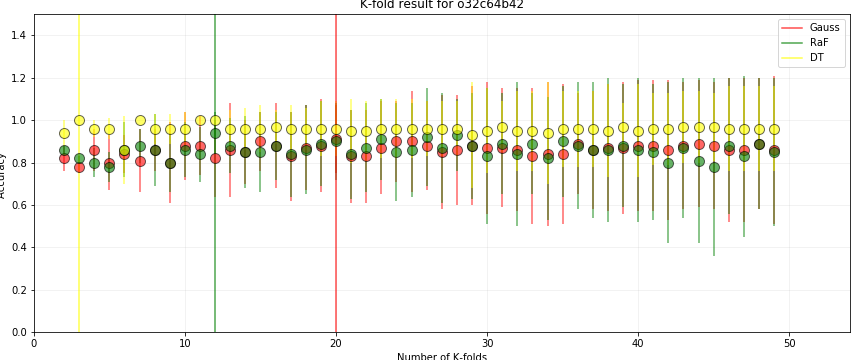 K-fold result for o32c64b42
Gauss
RaF
DT
Accuracy
1.4
1.2
1.0
0.8
0.6
0.4
0.2
0.0
0 10 20 30 40 50
Number of K-folds